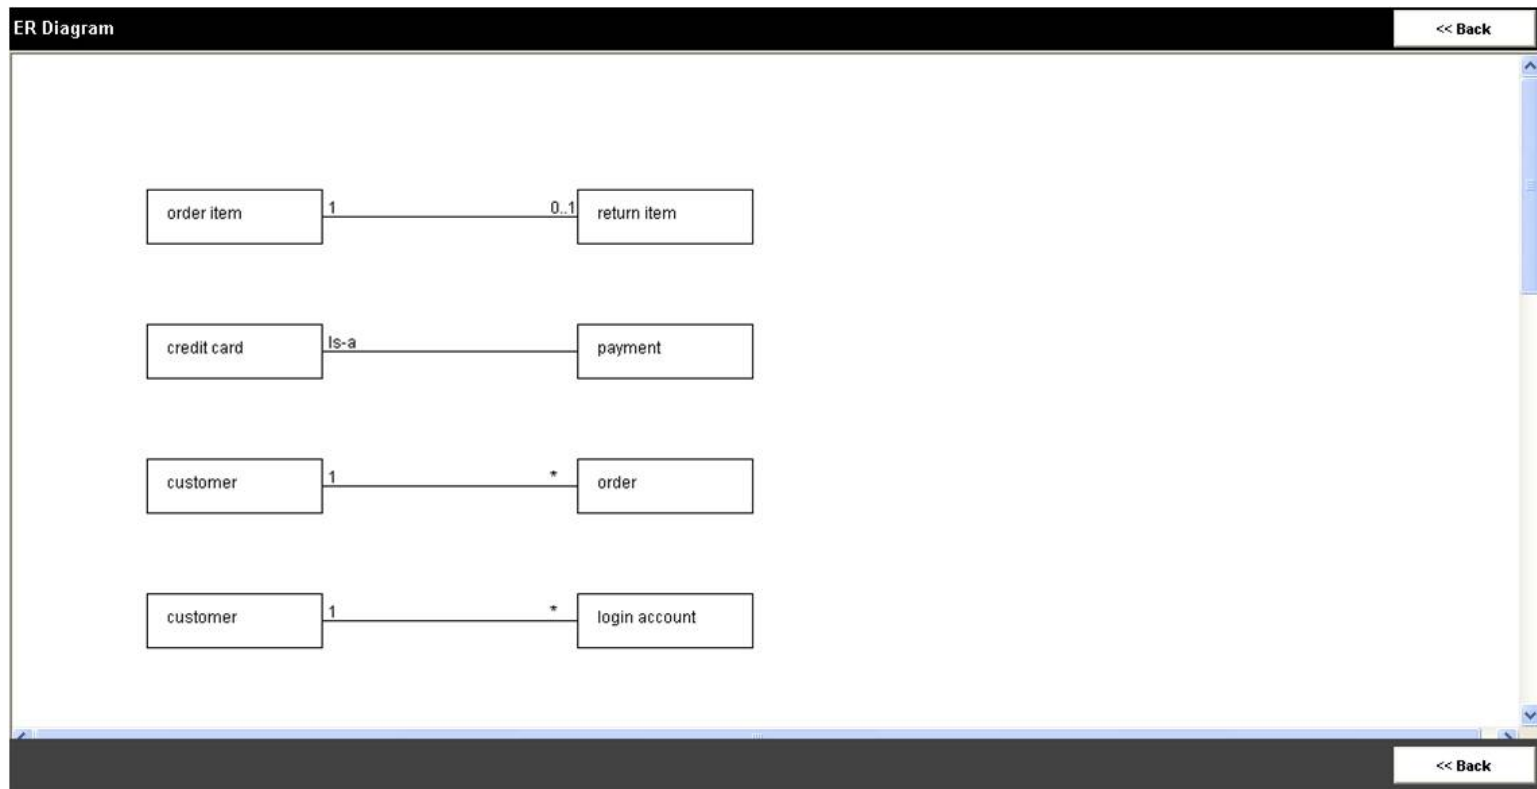 ER Diagram
<< Back
order item 1 0..1 return item
credit card Is-a payment
customer 1 * order
customer 1 * login account
<< Back